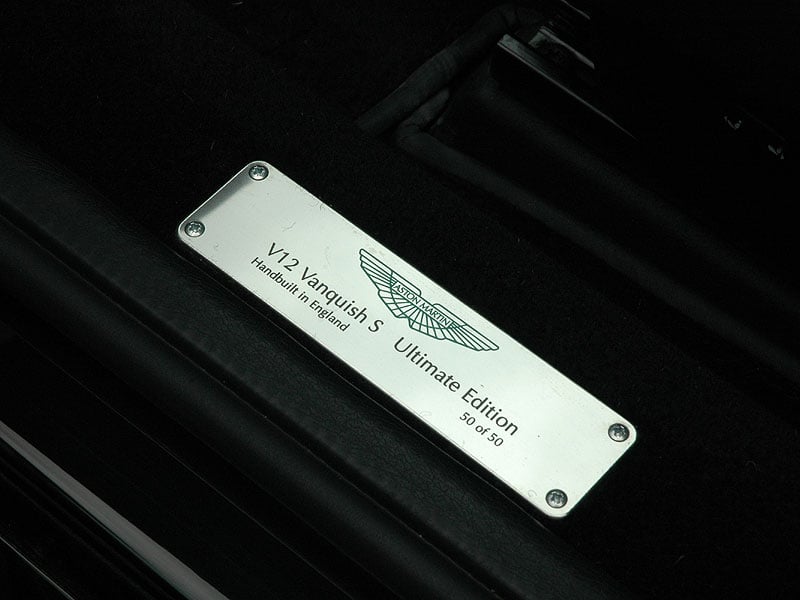 ASTON MARTIN
V12 Vanquish S Ultimate Edition
Handbuilt in England
50 of 50